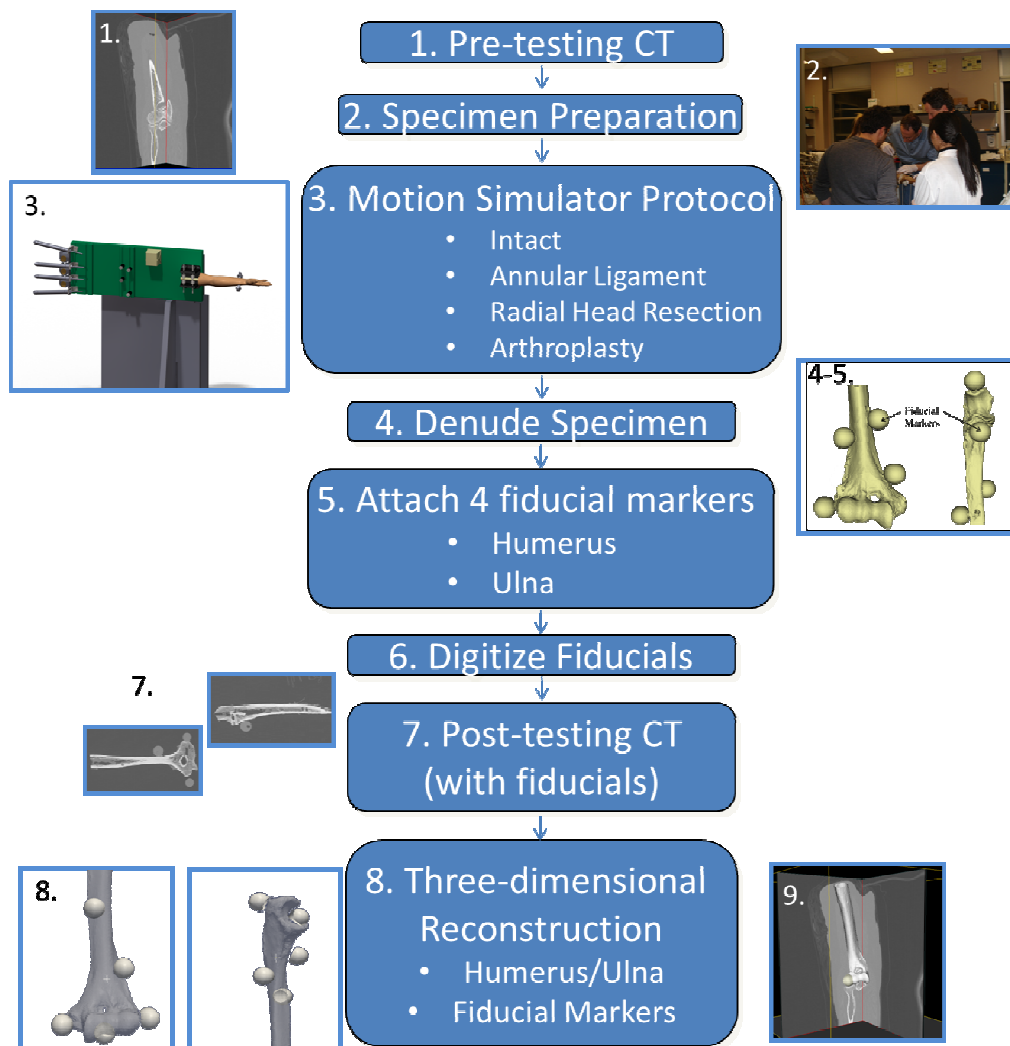 1.
1. Pre-testing CT
2.
2. Specimen Preparation
3.
3. Motion Simulator Protocol
• Intact
• Annular Ligament
• Radial Head Resection
• Arthroplasty
4-5.
Fiducial
Markers
4. Denude Specimen
5. Attach 4 fiducial markers
• Humerus
• Ulna
6. Digitize Fiducials
7.
7. Post-testing CT
(with fiducials)
8.
8. Three-dimensional
Reconstruction
• Humerus/Ulna
• Fiducial Markers
9.